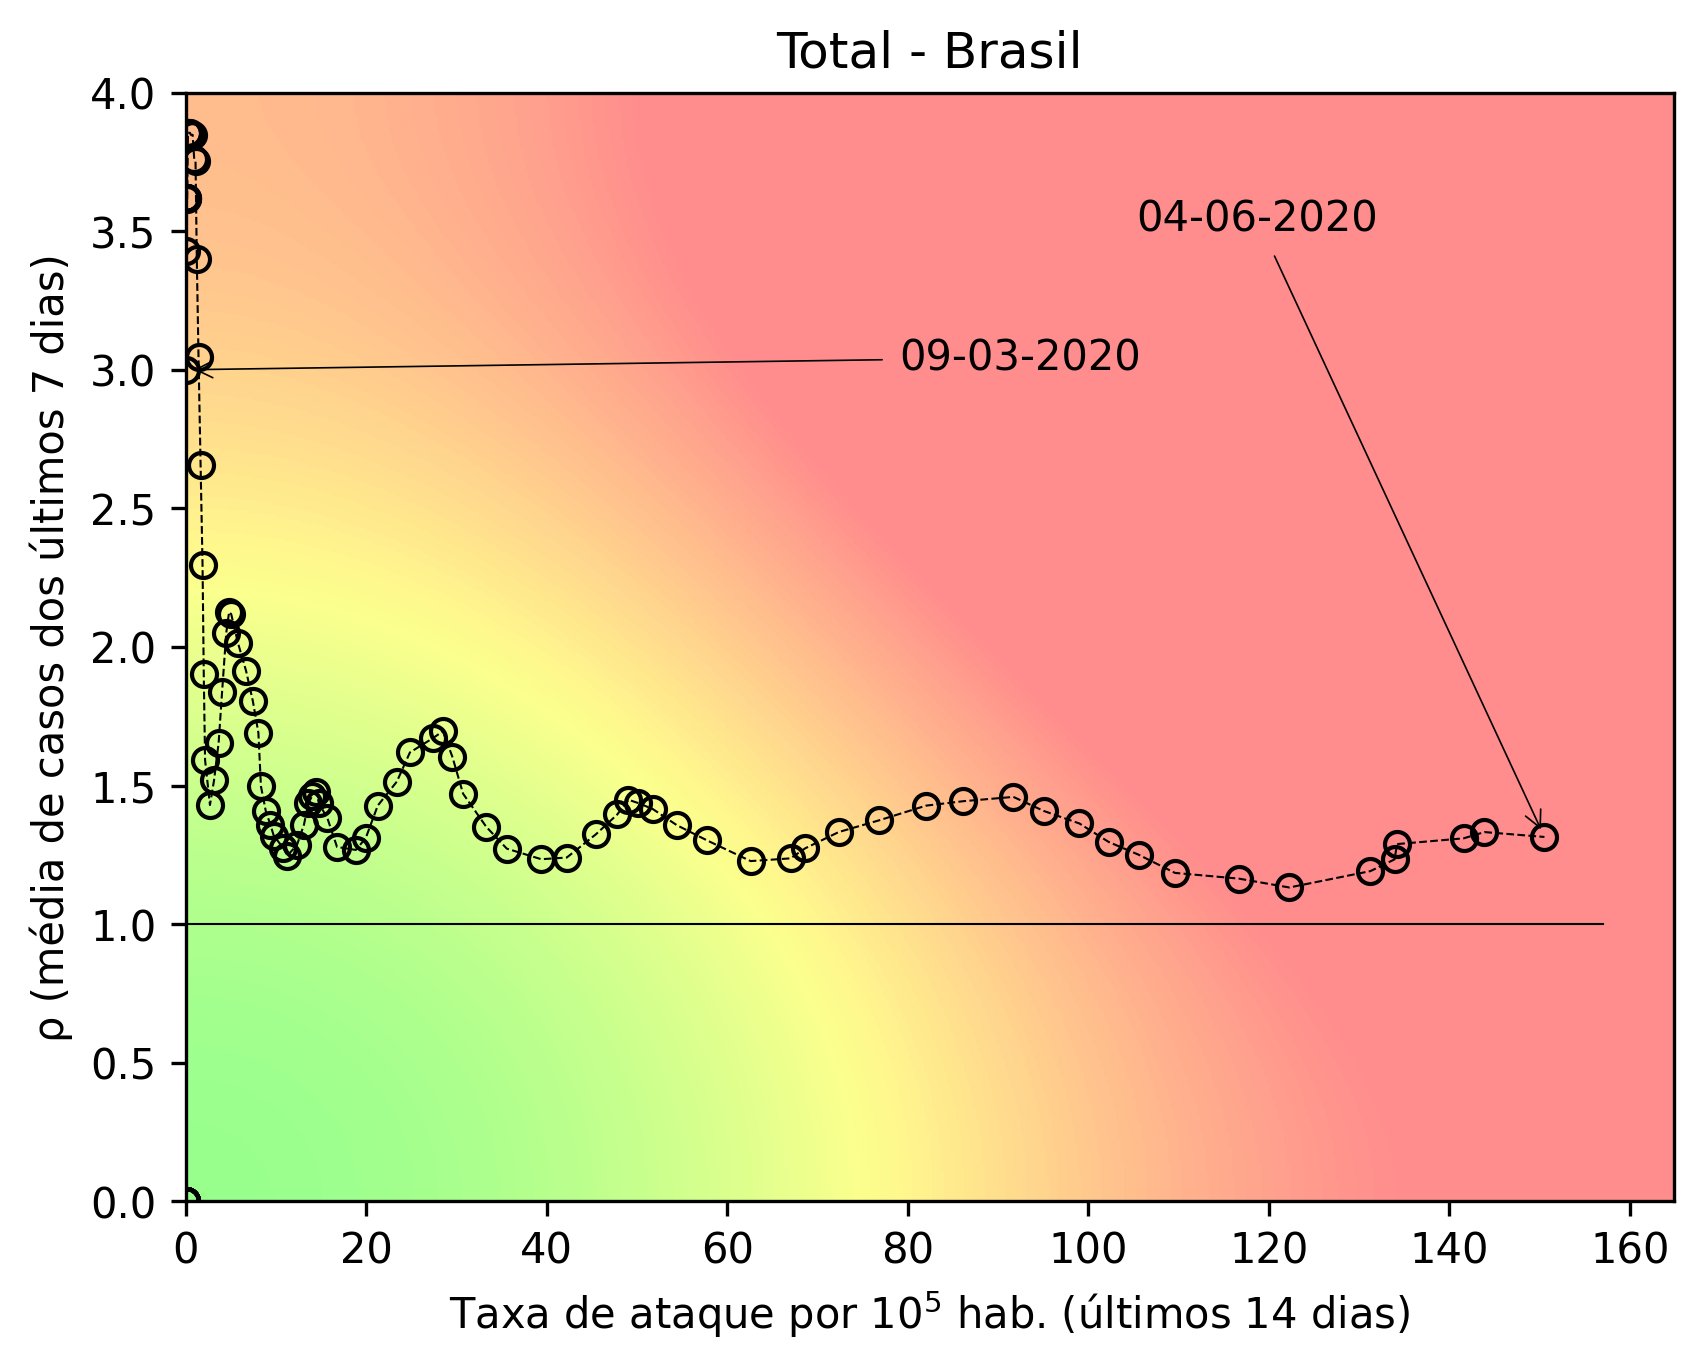 Total - Brasil
4.0
3.5
3.0
2.5
2.0
1.5
1.0
0.5
0.0
ρ (média de casos dos últimos 7 dias)
04-06-2020
09-03-2020
0 20 40 60 80 100 120 140 160
Taxa de ataque por 10⁵ hab. (últimos 14 dias)